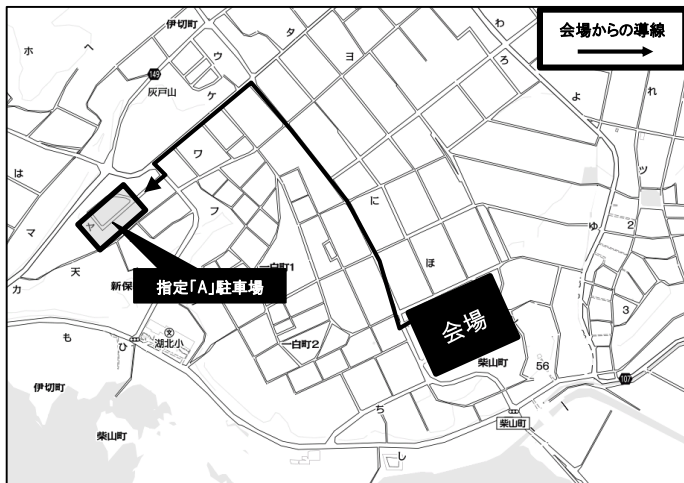 会場からの導線
伊切町
ホ
ヘ
ウ
タ
ヨ
わ
ろ
149
灰戸山
ケ
よ
れ
ワ
ツ
は
フ
に
マ
ヤ
ゆ
2
天
ほ
カ
新保
一白町1
指定「A」駐車場
3
会場
も
ひ
文
湖北小
一白町2
柴山町
56
伊切町
107
ち
柴山町
柴山町
し